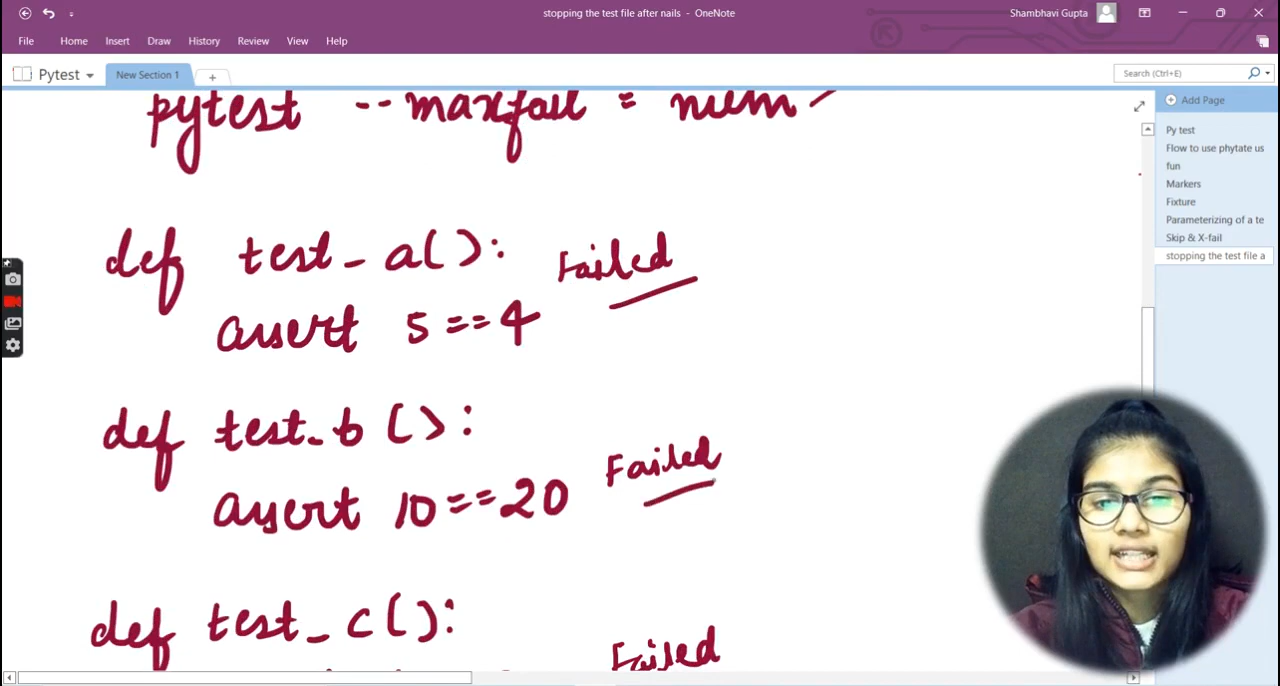 stopping the test file after nails - OneNote
Shambhavi Gupta
File Home Insert Draw History Review View Help
Pytest New Section 1
Search (Ctrl+E)
Add Page
Py test
Flow to use phytate us
fun
Markers
Fixture
Parameterizing of a te
Skip & X-fail
stopping the test file a
pytest --maxfail = num
def test_a():
Failed
assert 5==4
def test_b():
Failed
assert 10==20
def test_c():
Failed